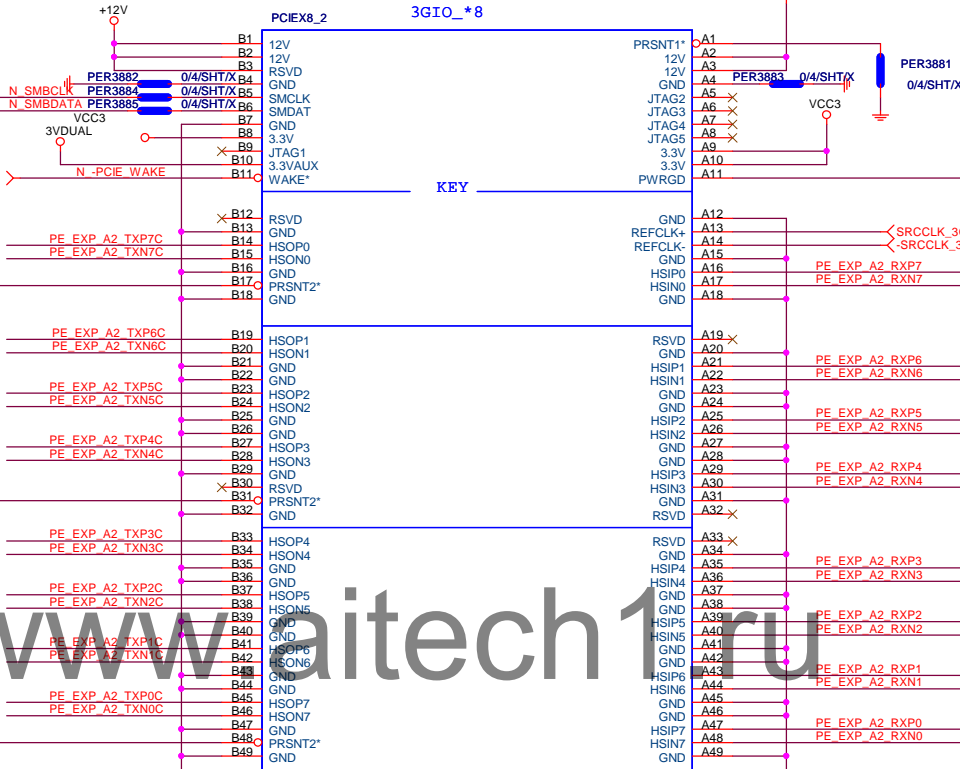 +12V
PCIEX8_2
3GIO_*8
B1 12V PRSNT1* A1
B2 12V 12V A2
B3 RSVD 12V A3
PER3882 0/4/SHT/X B4 GND GND A4 PER3883 0/4/SHT/X
PER3881
0/4/SHT/X
N_SMBCLK PER3884 0/4/SHT/X B5 SMCLK JTAG2 A5
N_SMBDATA PER3885 0/4/SHT/X B6 SMDAT JTAG3 A6
VCC3 B7 GND JTAG4 A7 VCC3
3VDUAL B8 3.3V JTAG5 A8
B9 JTAG1 3.3V A9
B10 3.3VAUX 3.3V A10
N_-PCIE_WAKE B11 WAKE* PWRGD A11
KEY
B12 RSVD GND A12
B13 GND REFCLK+ A13 SRCCLK_3
PE_EXP_A2_TXP7C B14 HSOP0 REFCLK- A14 -SRCCLK_3
PE_EXP_A2_TXN7C B15 HSON0 GND A15
B16 GND HSIP0 A16 PE_EXP_A2_RXP7
B17 PRSNT2* HSIN0 A17 PE_EXP_A2_RXN7
B18 GND GND A18
PE_EXP_A2_TXP6C B19 HSOP1 RSVD A19
PE_EXP_A2_TXN6C B20 HSON1 GND A20
B21 GND HSIP1 A21 PE_EXP_A2_RXP6
B22 GND HSIN1 A22 PE_EXP_A2_RXN6
PE_EXP_A2_TXP5C B23 HSOP2 GND A23
PE_EXP_A2_TXN5C B24 HSON2 GND A24
B25 GND HSIP2 A25 PE_EXP_A2_RXP5
B26 GND HSIN2 A26 PE_EXP_A2_RXN5
PE_EXP_A2_TXP4C B27 HSOP3 GND A27
PE_EXP_A2_TXN4C B28 HSON3 GND A28
B29 GND HSIP3 A29 PE_EXP_A2_RXP4
B30 RSVD HSIN3 A30 PE_EXP_A2_RXN4
B31 PRSNT2* GND A31
B32 GND RSVD A32
PE_EXP_A2_TXP3C B33 HSOP4 RSVD A33
PE_EXP_A2_TXN3C B34 HSON4 GND A34
B35 GND HSIP4 A35 PE_EXP_A2_RXP3
B36 GND HSIN4 A36 PE_EXP_A2_RXN3
PE_EXP_A2_TXP2C B37 HSOP5 GND A37
PE_EXP_A2_TXN2C B38 HSON5 GND A38
B39 GND HSIP5 A39 PE_EXP_A2_RXP2
B40 GND HSIN5 A40 PE_EXP_A2_RXN2
PE_EXP_A2_TXP1C B41 HSOP6 GND A41
PE_EXP_A2_TXN1C B42 HSON6 GND A42
B43 GND HSIP6 A43 PE_EXP_A2_RXP1
B44 GND HSIN6 A44 PE_EXP_A2_RXN1
PE_EXP_A2_TXP0C B45 HSOP7 GND A45
PE_EXP_A2_TXN0C B46 HSON7 GND A46
B47 GND HSIP7 A47 PE_EXP_A2_RXP0
B48 PRSNT2* HSIN7 A48 PE_EXP_A2_RXN0
B49 GND GND A49
www.aitech1.ru